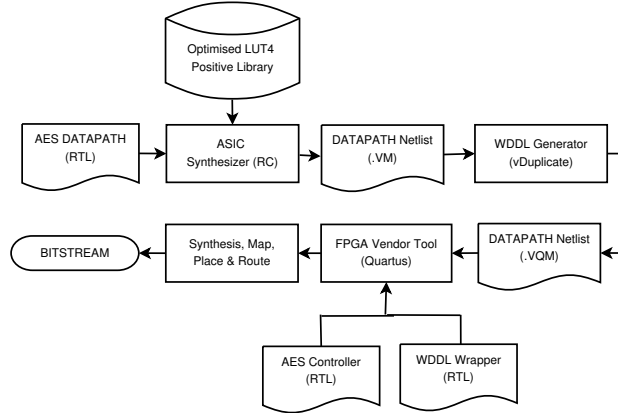 Optimised LUT4
Positive Library
AES DATAPATH
(RTL)
ASIC
Synthesizer (RC)
DATAPATH Netlist
(.VM)
WDDL Generator
(vDuplicate)
BITSTREAM
Synthesis, Map,
Place & Route
FPGA Vendor Tool
(Quartus)
DATAPATH Netlist
(.VQM)
AES Controller
(RTL)
WDDL Wrapper
(RTL)